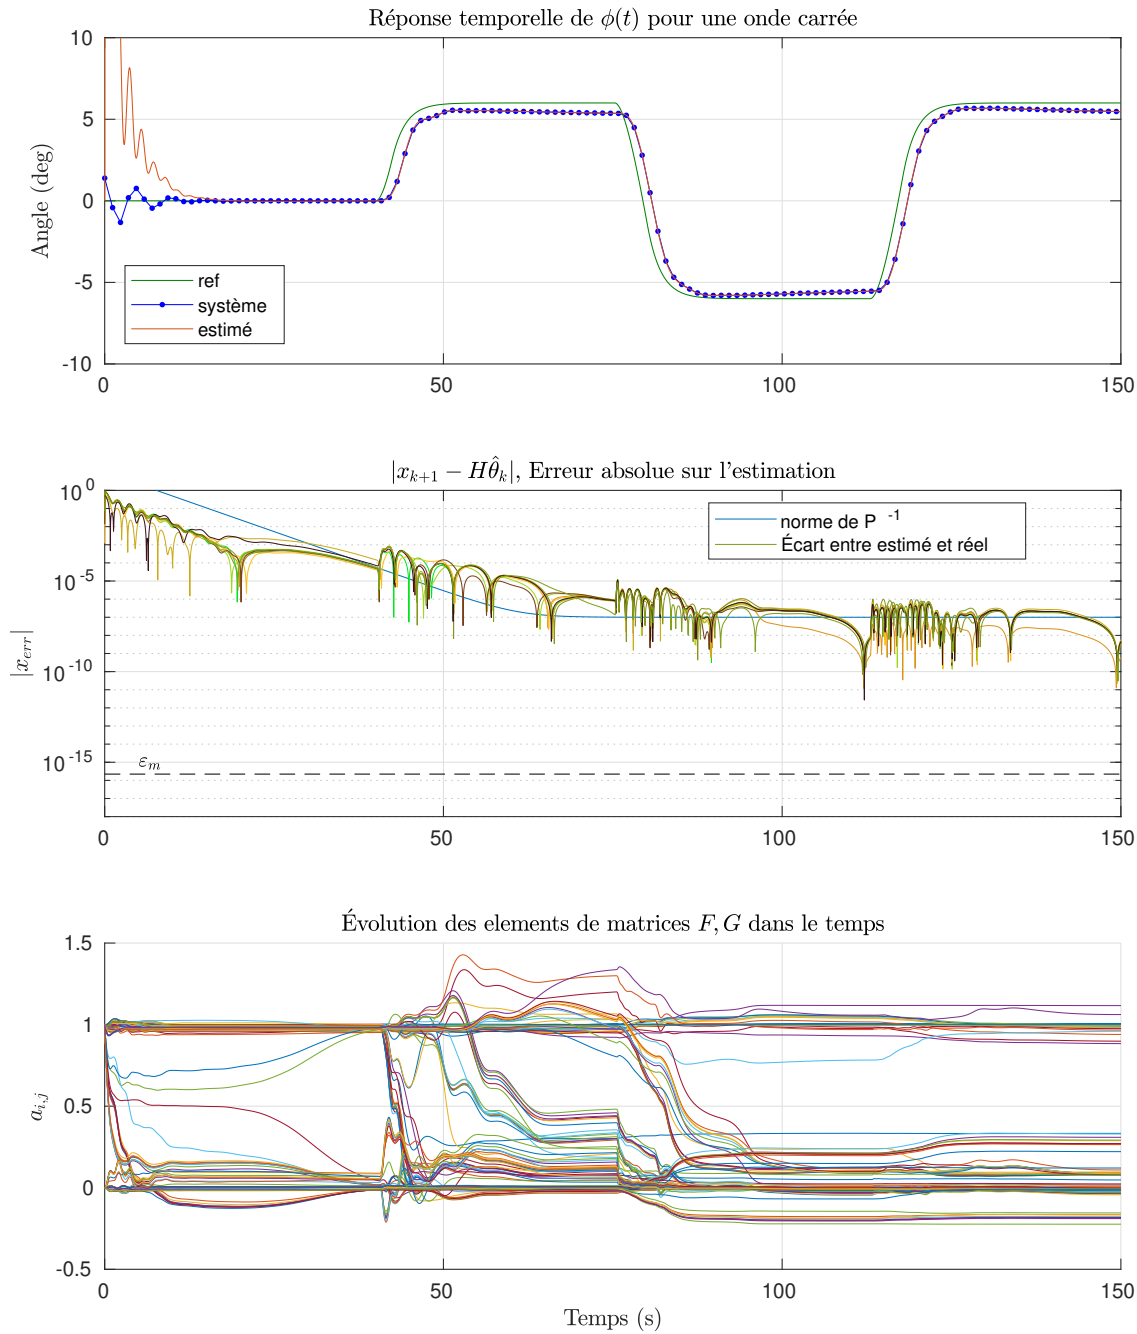 Réponse temporelle de ϕ(t) pour une onde carrée
10
5
0
-5
-10
Angle (deg)
ref
système
estimé
0
50
100
150
|x_{k+1} − Hθ̂_k|, Erreur absolue sur l'estimation
10^0
10^-5
10^-10
10^-15
|x_{err}|
norme de P ^-1
Écart entre estimé et réel
ε_m
0
50
100
150
Évolution des elements de matrices F, G dans le temps
1.5
1
0.5
0
-0.5
a_{i,j}
0
50
100
150
Temps (s)